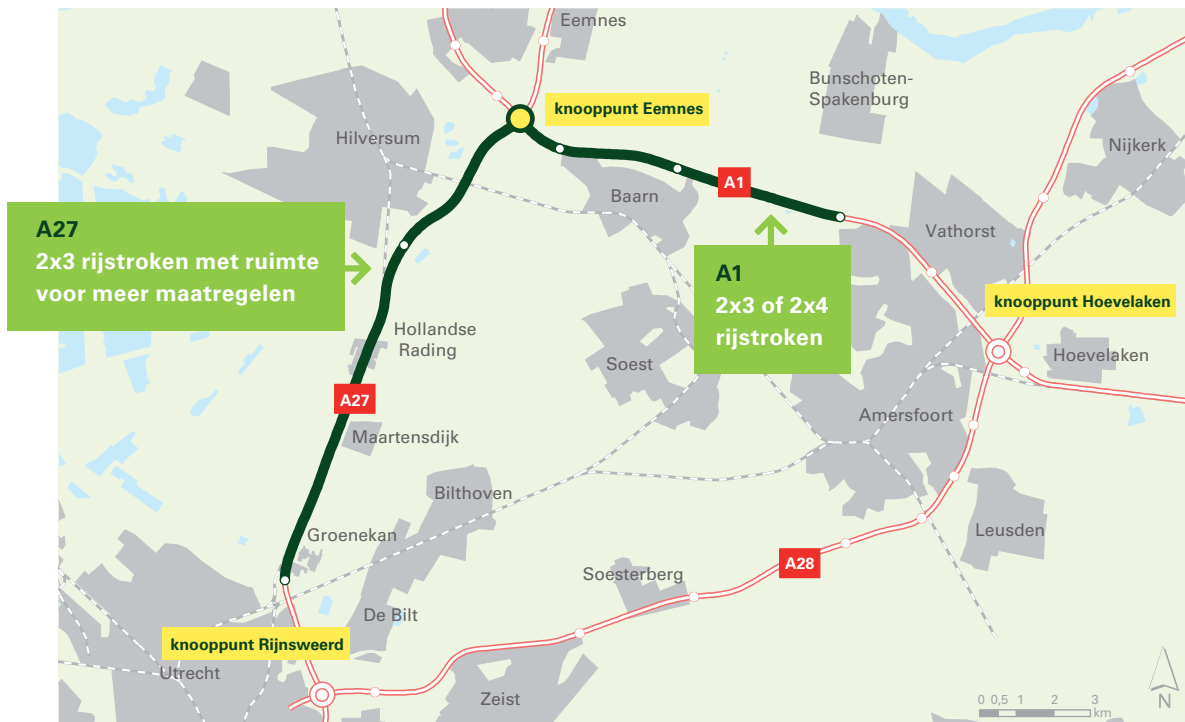 Eemnes
Bunschoten-
Spakenburg
knooppunt Eemnes
Hilversum
Nijkerk
A1
Baarn
Vathorst
A27
2x3 rijstroken met ruimte
voor meer maatregelen
A1
2x3 of 2x4
rijstroken
knooppunt Hoevelaken
Hollandse
Rading
Hoevelaken
Soest
A27
Amersfoort
Maartensdijk
Bilthoven
Leusden
Groenekan
A28
Soesterberg
De Bilt
knooppunt Rijnsweerd
Utrecht
Zeist
0 0,5 1 2 3
km
N